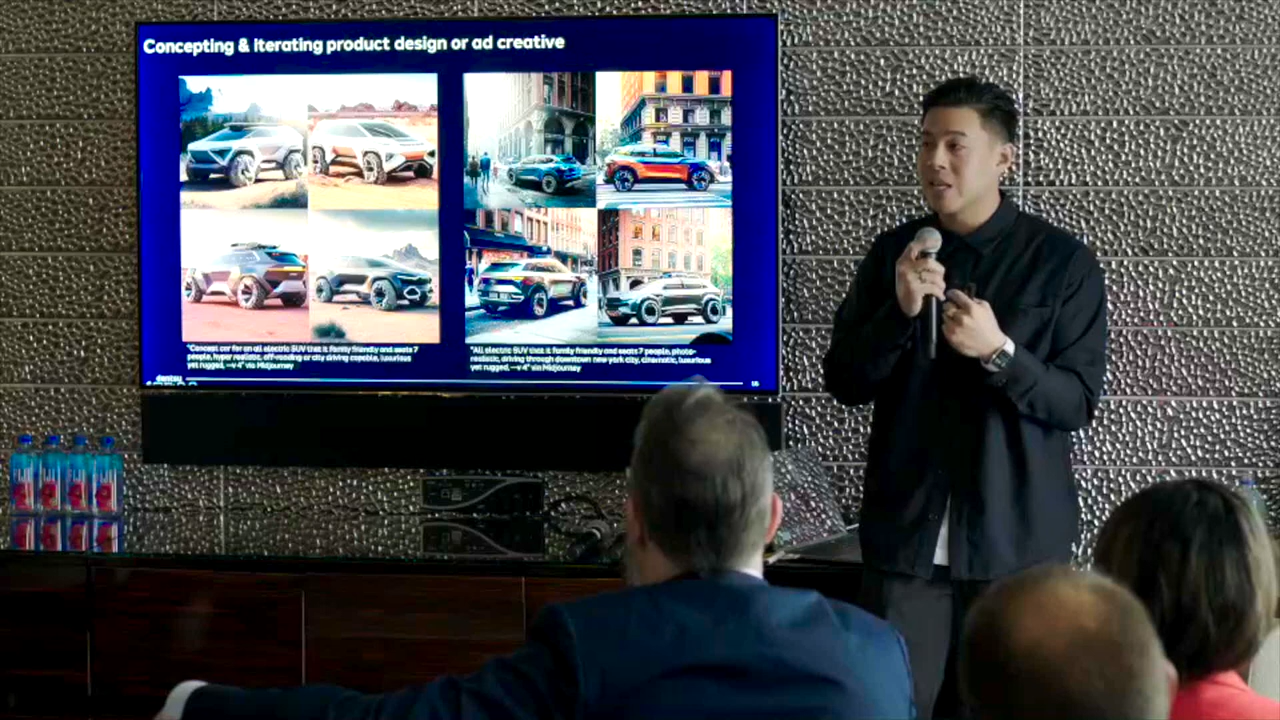 Concepting & Iterating product design or ad creative
"Concept car for an all electric SUV that is family friendly and seats 7
people, hyper realistic, off-roading or city driving capable, luxurious
yet rugged, --v 4" via Midjourney
"All electric SUV that is family friendly and seats 7 people, photo-
realistic, driving through downtown new york city, cinematic, luxurious
yet rugged, --v 4" via Midjourney
dentsu